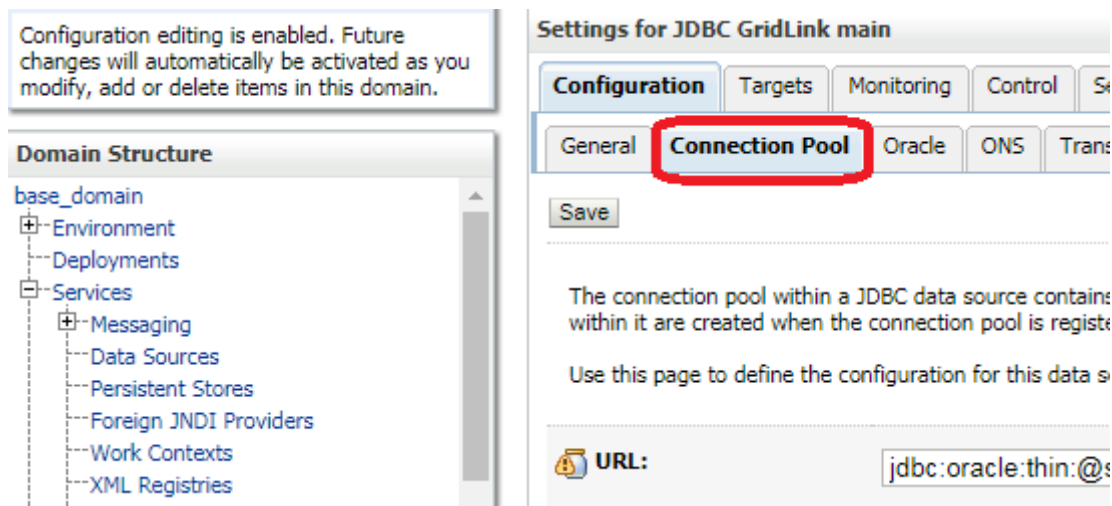 Configuration editing is enabled. Future
changes will automatically be activated as you
modify, add or delete items in this domain.
Domain Structure
base_domain
Environment
Deployments
Services
Messaging
Data Sources
Persistent Stores
Foreign JNDI Providers
Work Contexts
XML Registries
Settings for JDBC GridLink main
Configuration Targets Monitoring Control
General Connection Pool Oracle ONS
Save
The connection pool within a JDBC data source contains
within it are created when the connection pool is
Use this page to define the configuration for this data
URL:
jdbc:oracle:thin:@s